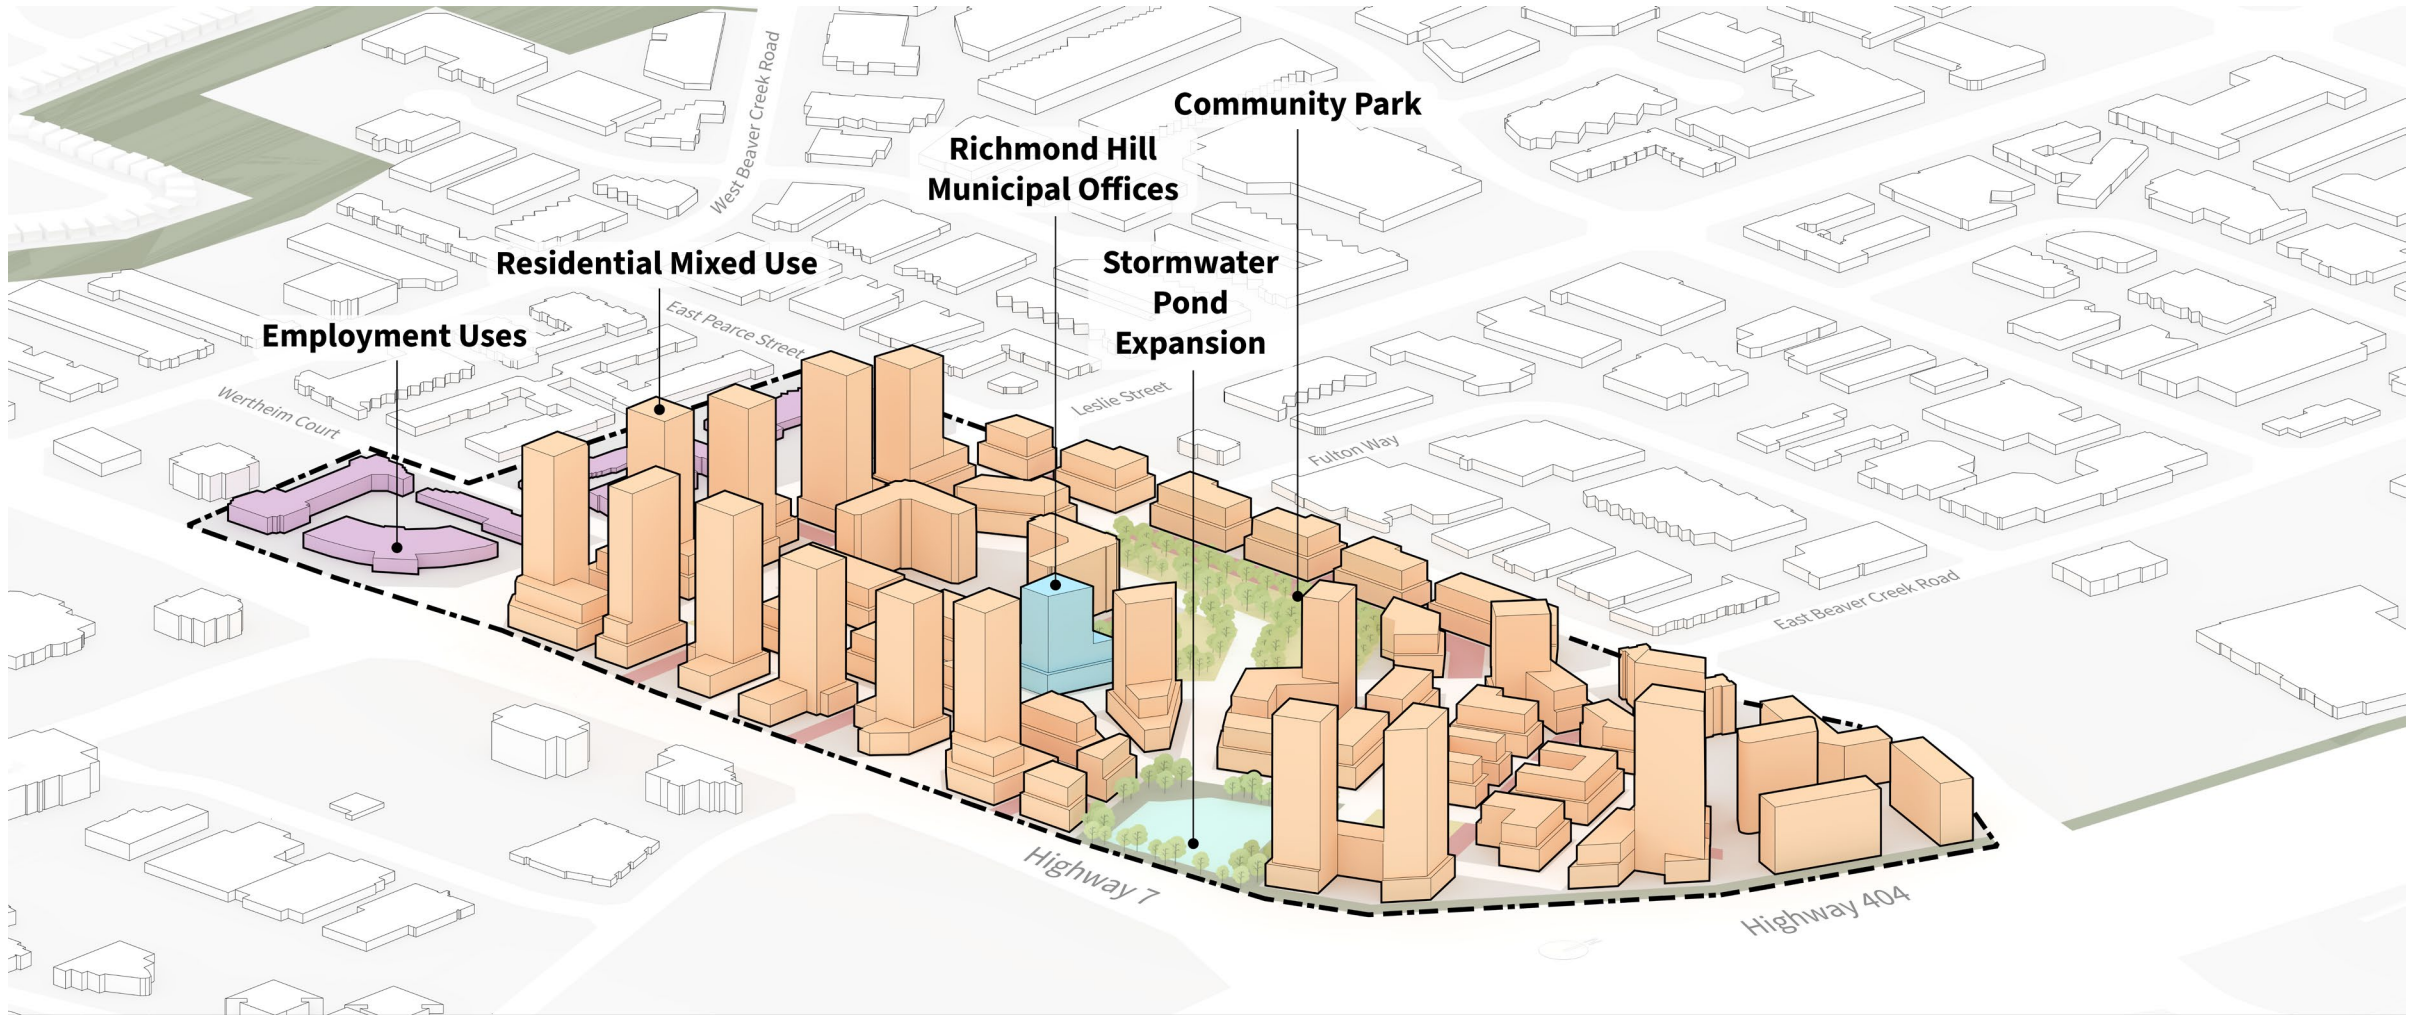 West Beaver Creek Road
Community Park
Richmond Hill
Municipal Offices
Residential Mixed Use
Stormwater
Pond
Expansion
Employment Uses
East Pearce Street
Wertheim Court
Leslie Street
Fulton Way
East Beaver Creek Road
Highway 7
Highway 404